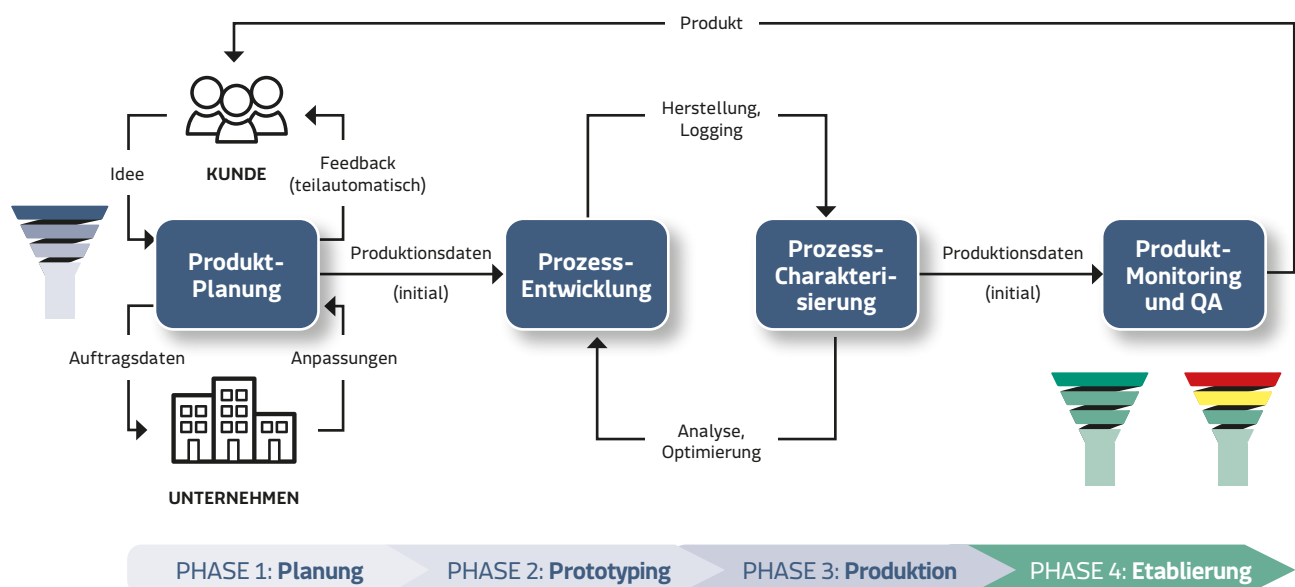 Produkt
Herstellung,
Logging
Idee
KUNDE
Feedback
(teilautomatisch)
Produkt-
Planung
Produktionsdaten
(initial)
Prozess-
Entwicklung
Prozess-
Charakteri-
sierung
Produktionsdaten
(initial)
Produkt-
Monitoring
und QA
Auftragsdaten
Anpassungen
Analyse,
Optimierung
UNTERNEHMEN
PHASE 1: Planung
PHASE 2: Prototyping
PHASE 3: Produktion
PHASE 4: Etablierung